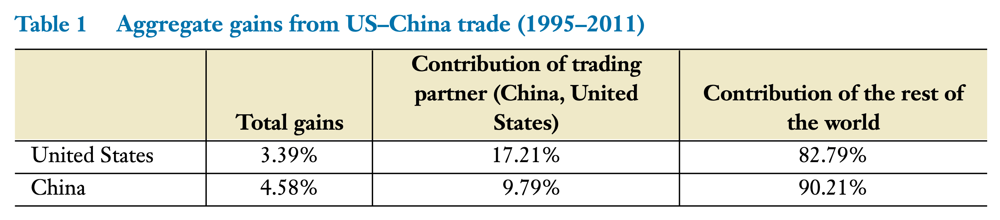 Table 1 Aggregate gains from US–China trade (1995–2011)
Total gains
Contribution of trading
partner (China, United
States)
Contribution of the rest of
the world
United States 3.39% 17.21% 82.79%
China 4.58% 9.79% 90.21%